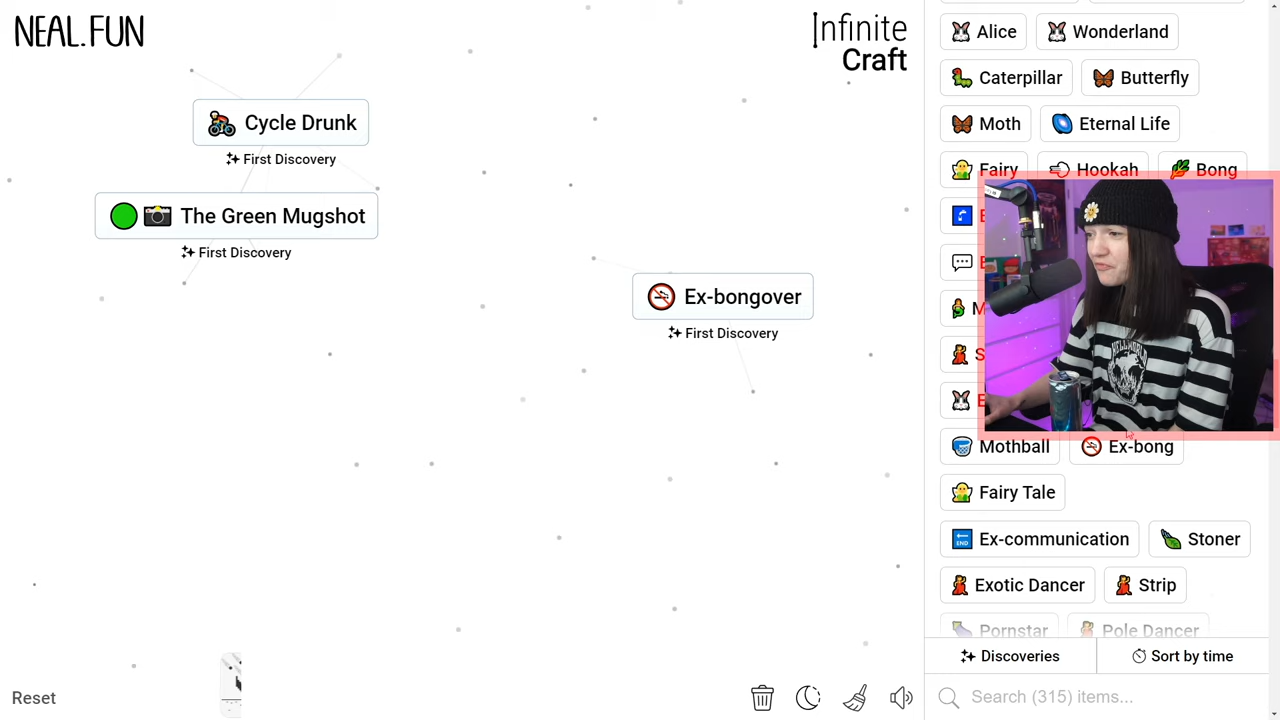 NEAL.FUN
Infinite
Craft
Cycle Drunk
First Discovery
The Green Mugshot
First Discovery
Ex-bongover
First Discovery
Alice
Wonderland
Caterpillar
Butterfly
Moth
Eternal Life
Fairy
Hookah
Bong
Mothball
Ex-bong
Fairy Tale
Ex-communication
Stoner
Exotic Dancer
Strip
Pornstar
Pole Dancer
Discoveries
Sort by time
Reset
Search (315) items...